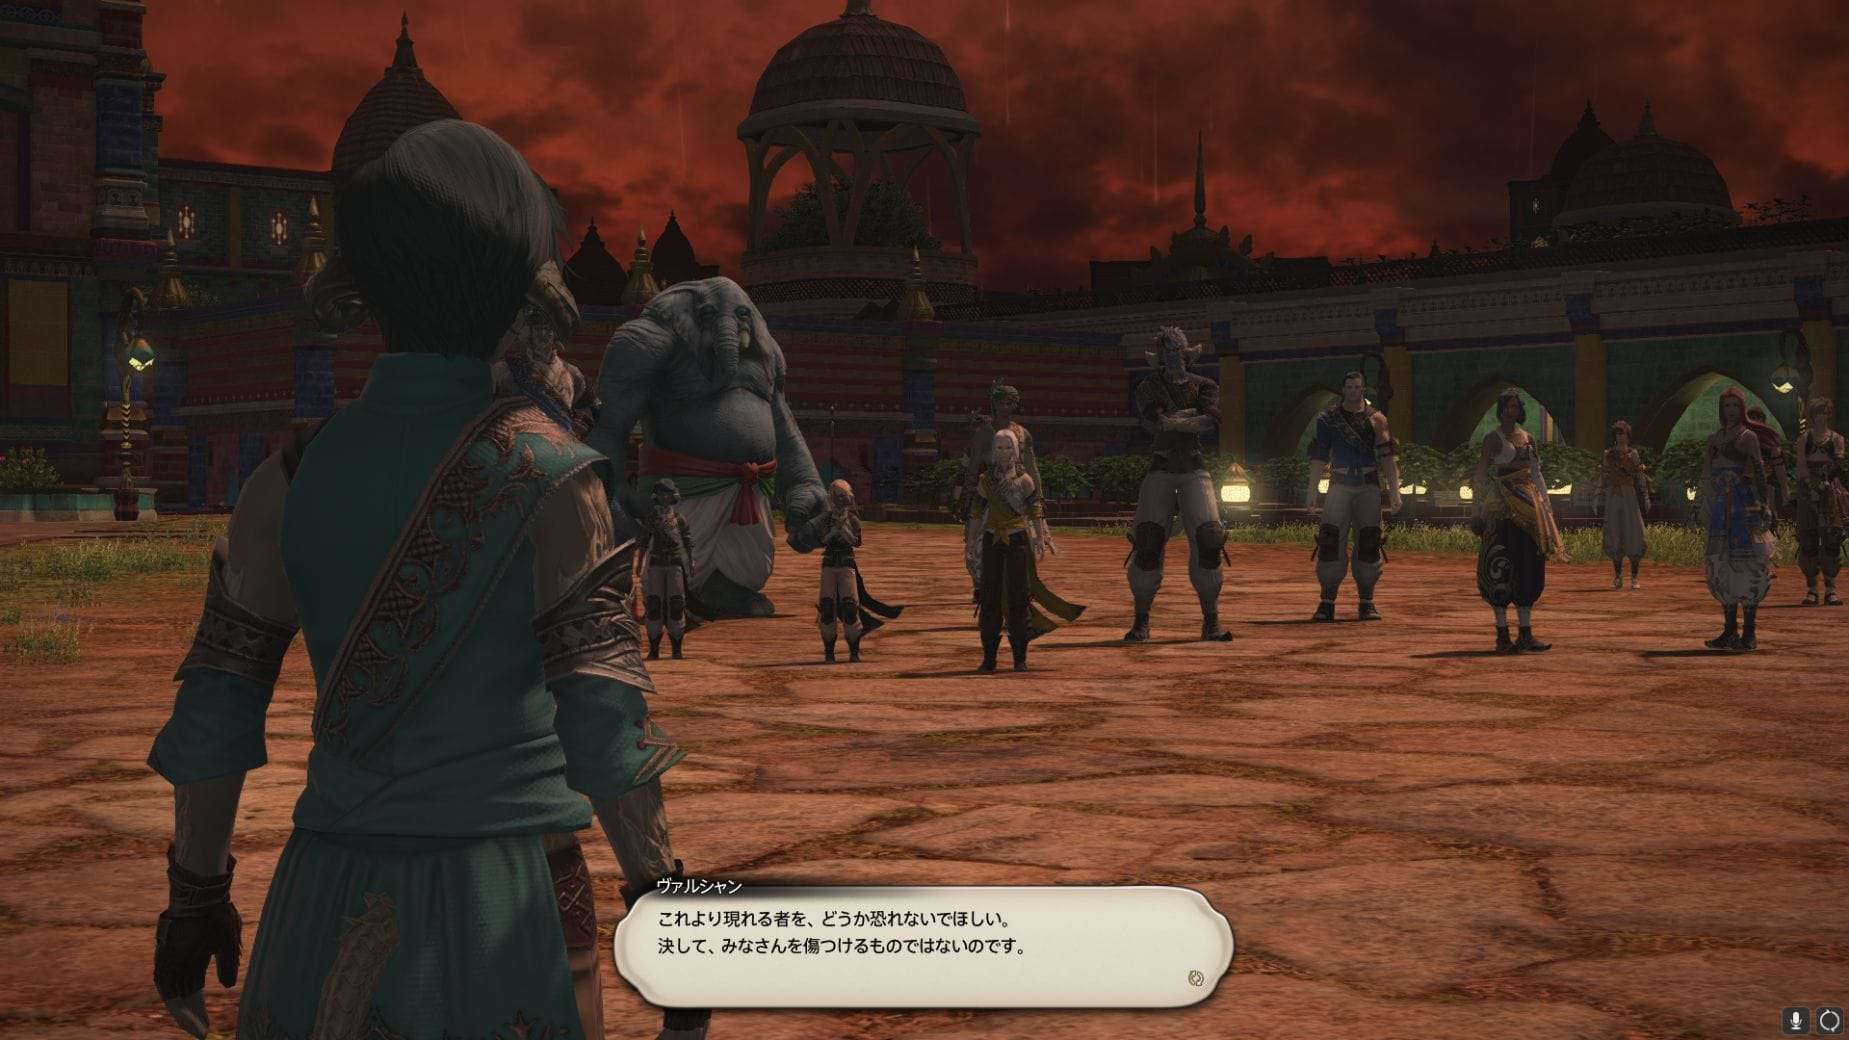 ヴァルシャン
これより現れる者を、どうか恐れないでほしい。
決して、みなさんを傷つけるものではないのです。